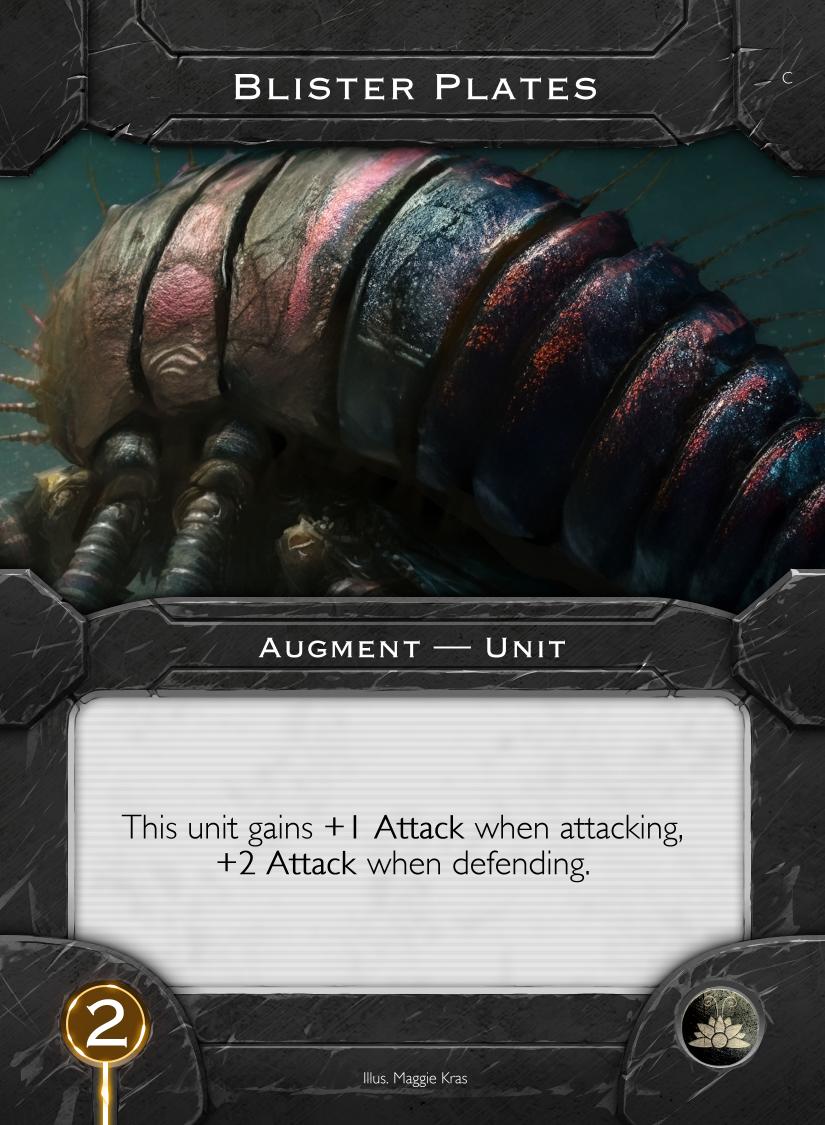 Blister Plates
C
Augment — Unit
This unit gains +1 Attack when attacking,
+2 Attack when defending.
2
Illus. Maggie Kras